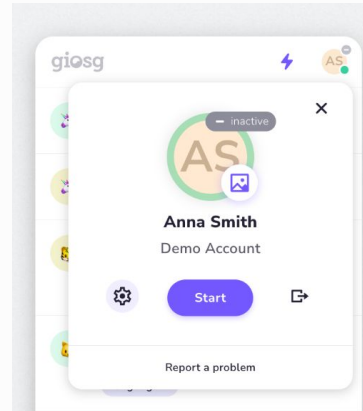 giosg
AS
– inactive
AS
Anna Smith
Demo Account
Start
Report a problem